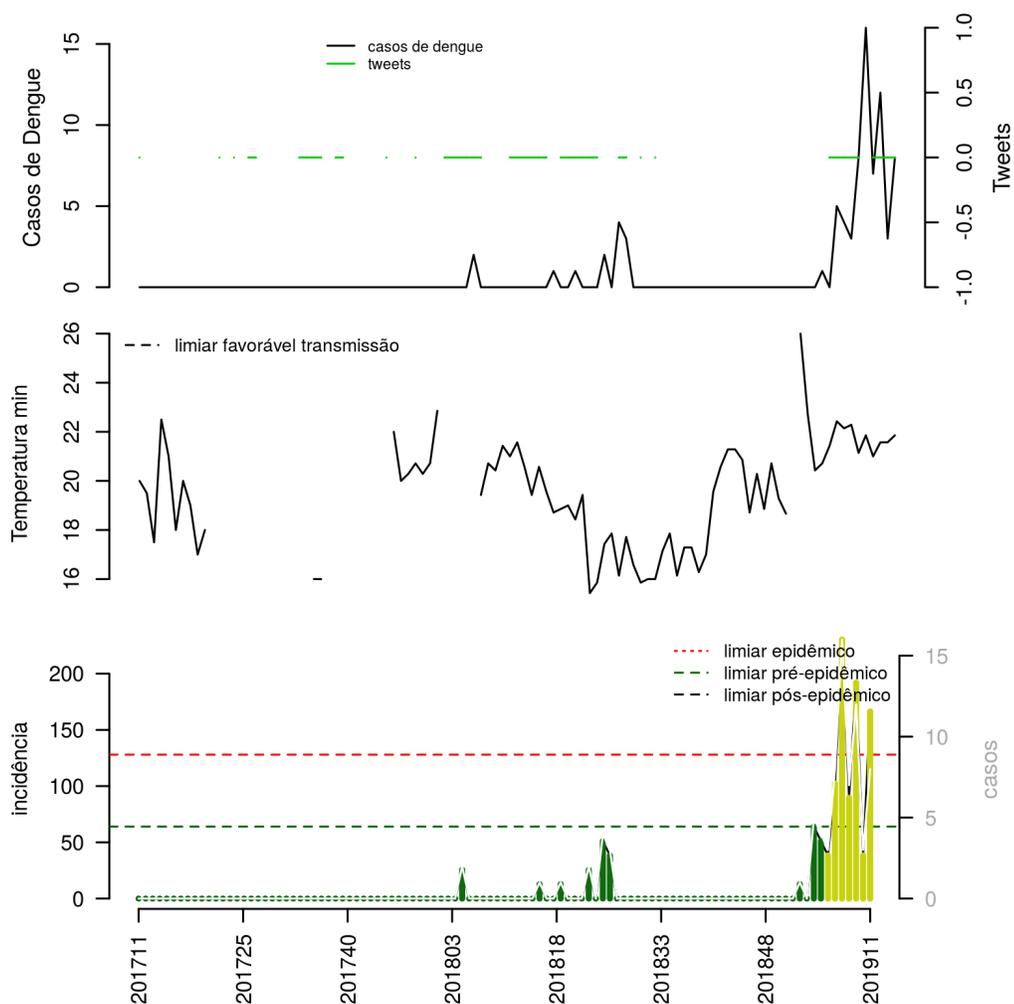 casos de dengue
tweets
Casos de Dengue
0
5
10
15
Tweets
-1.0
-0.5
0.0
0.5
1.0
limiar favorável transmissão
Temperatura min
16
18
20
22
24
26
limiar epidêmico
limiar pré-epidêmico
limiar pós-epidêmico
incidência
0
50
100
150
200
casos
0
5
10
15
201711
201725
201740
201803
201818
201833
201848
201911